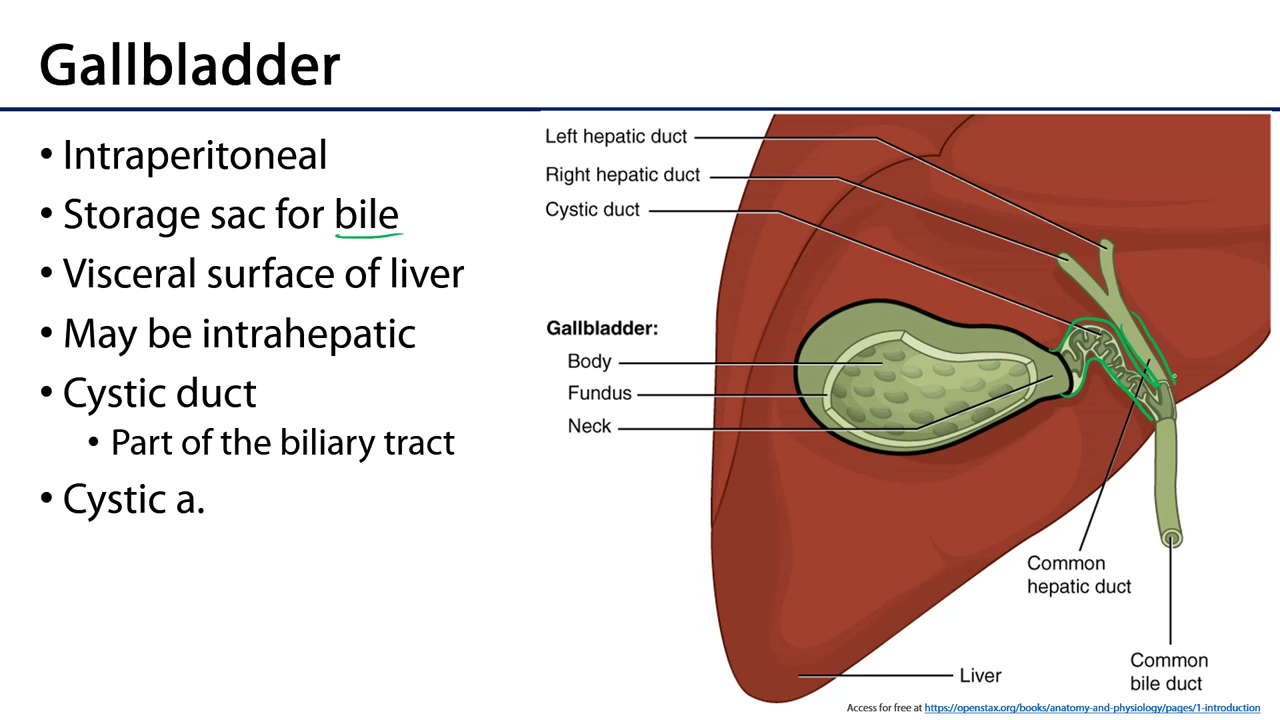 Gallbladder
• Intraperitoneal
• Storage sac for bile
• Visceral surface of liver
• May be intrahepatic
• Cystic duct
• Part of the biliary tract
• Cystic a.
Left hepatic duct
Right hepatic duct
Cystic duct
Gallbladder:
Body
Fundus
Neck
Common
hepatic duct
Common
bile duct
Liver
Access for free at https://openstax.org/books/anatomy-and-physiology/pages/1-introduction